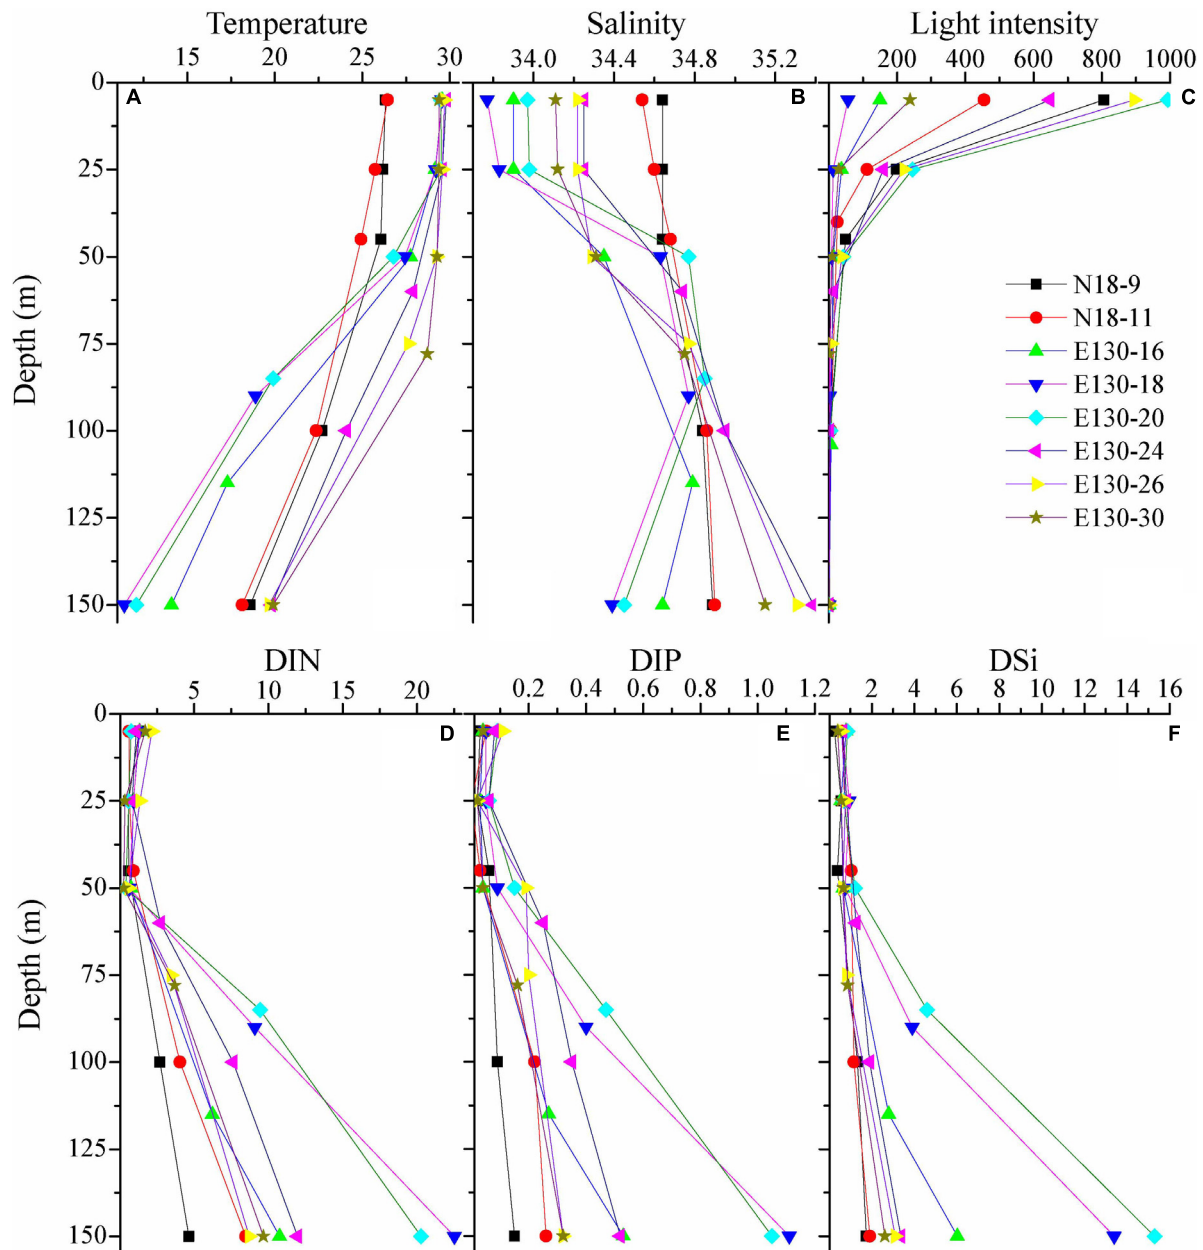 Temperature Salinity Light intensity
15 20 25 30 34.0 34.4 34.8 35.2 200 400 600 800 1000
0 A B C
25
50
75
100
125
150
Depth (m)
N18-9
N18-11
E130-16
E130-18
E130-20
E130-24
E130-26
E130-30
DIN DIP DSi
5 10 15 20 0.2 0.4 0.6 0.8 1.0 1.2 2 4 6 8 10 12 14 16
0 D E F
25
50
75
100
125
150
Depth (m)